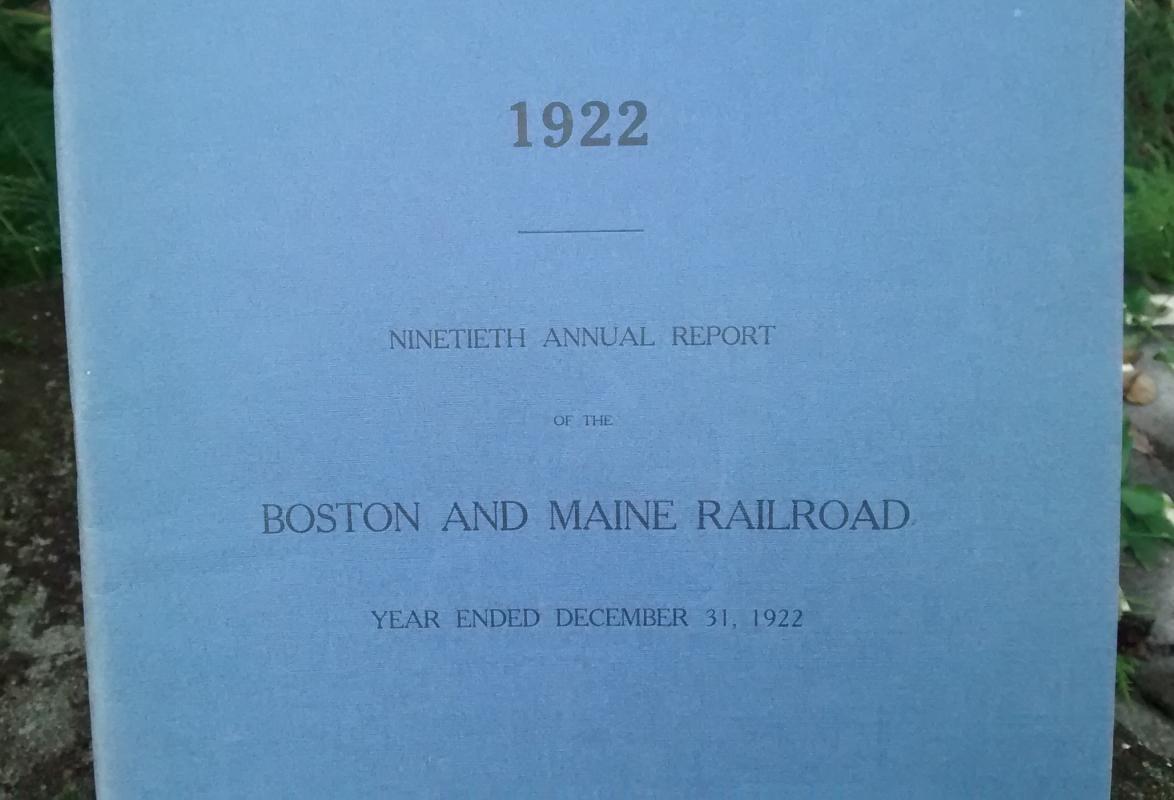 1922
NINETIETH ANNUAL REPORT
OF THE
BOSTON AND MAINE RAILROAD
YEAR ENDED DECEMBER 31, 1922